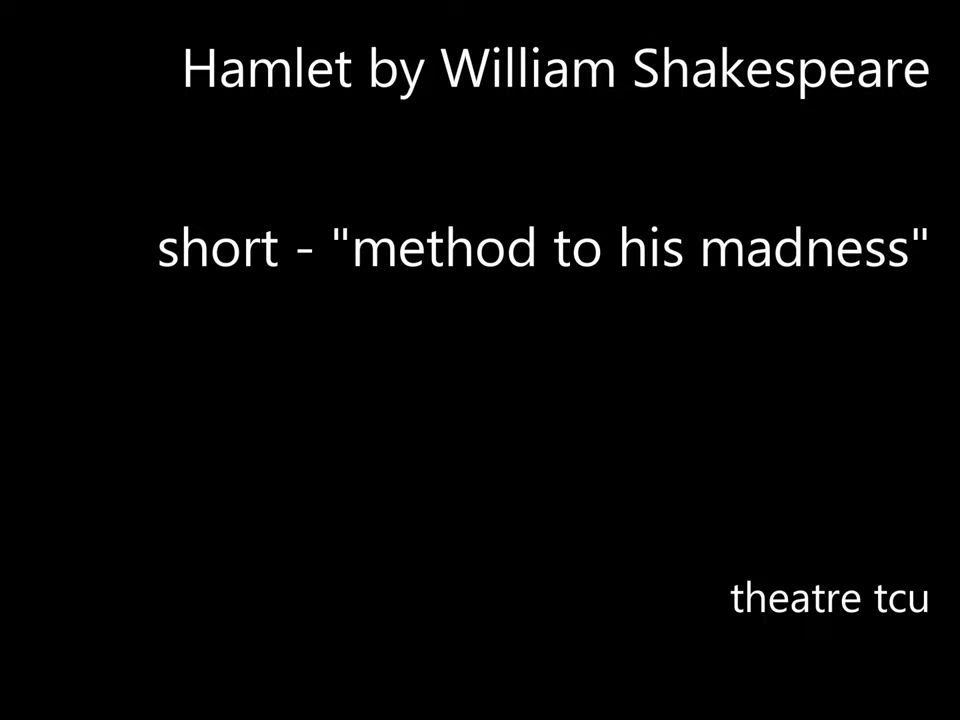 Hamlet by William Shakespeare
short - "method to his madness"
theatre tcu